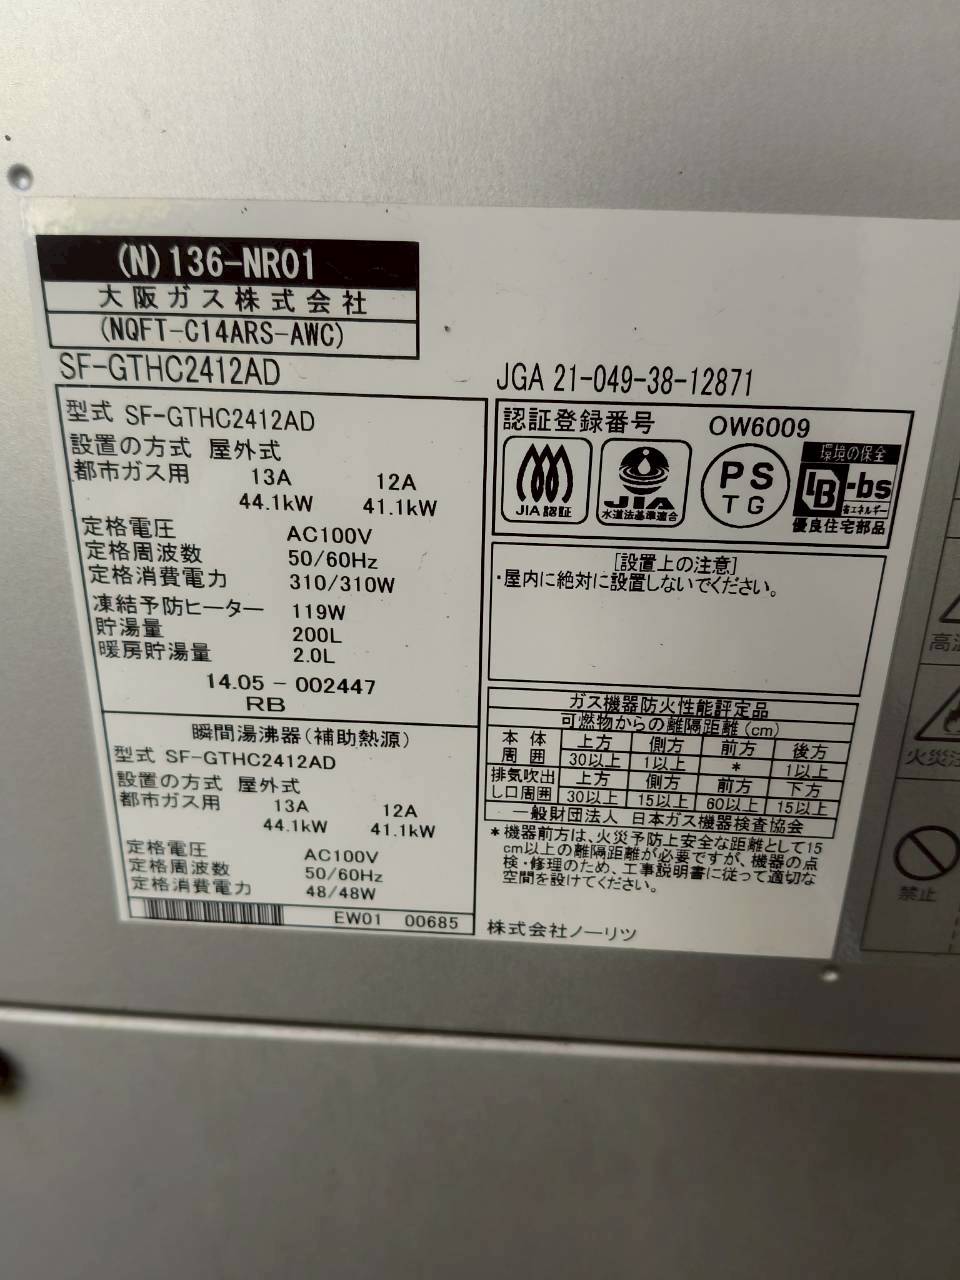 (N)136-NR01
大阪ガス株式会社
(NQFT-C14ARS-AWC)
SF-GTHC2412AD
JGA 21-049-38-12871
型式 SF-GTHC2412AD
設置の方式 屋外式
都市ガス用 13A 12A
44.1kW 41.1kW
定格電圧 AC100V
定格周波数 50/60Hz
定格消費電力 310/310W
凍結予防ヒーター 119W
貯湯量 200L
暖房貯湯量 2.0L
14.05 - 002447
RB
瞬間湯沸器(補助熱源)
型式 SF-GTHC2412AD
設置の方式 屋外式
都市ガス用 13A 12A
44.1kW 41.1kW
定格電圧 AC100V
定格周波数 50/60Hz
定格消費電力 48/48W
EW01 00685
認証登録番号 OW6009
JIA認証
JIA
水道法基準適合
PS
TG
環境の保全
BL-bs
省エネルギー
優良住宅部品
[設置上の注意]
・屋内に絶対に設置しないでください。
ガス機器防火性能評定品
可燃物からの離隔距離(cm)
本体周囲 上方 側方 前方 後方
30以上 1以上 * 1以上
排気吹出し口周囲 上方 側方 前方 下方
30以上 15以上 60以上 15以上
一般財団法人 日本ガス機器検査協会
*機器前方は、火災予防上安全な距離として15
cm以上の離隔距離が必要ですが、機器の点
検・修理のため、工事説明書に従って適切な
空間を設けてください。
株式会社ノーリツ
高温
火災注
禁止